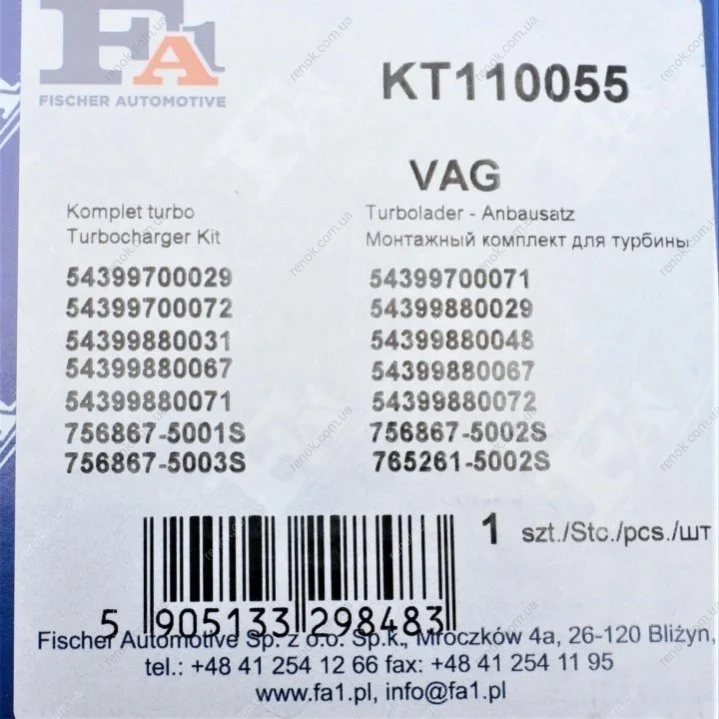 FA1
FISCHER AUTOMOTIVE
KT110055
VAG
Komplet turbo
Turbocharger Kit
Turbolader - Anbausatz
Монтажный комплект для турбины
54399700029 54399700071
54399700072 54399880029
54399880031 54399880048
54399880067 54399880067
54399880071 54399880072
756867-5001S 756867-5002S
756867-5003S 765261-5002S
1 szt./Stc./pcs./шт
5 905133 298483
Fischer Automotive Sp. z o.o. Sp.k., Mroczków 4a, 26-120 Bliżyn,
tel.: +48 41 254 12 66 fax: +48 41 254 11 95
www.fa1.pl, info@fa1.pl
renok.com.ua